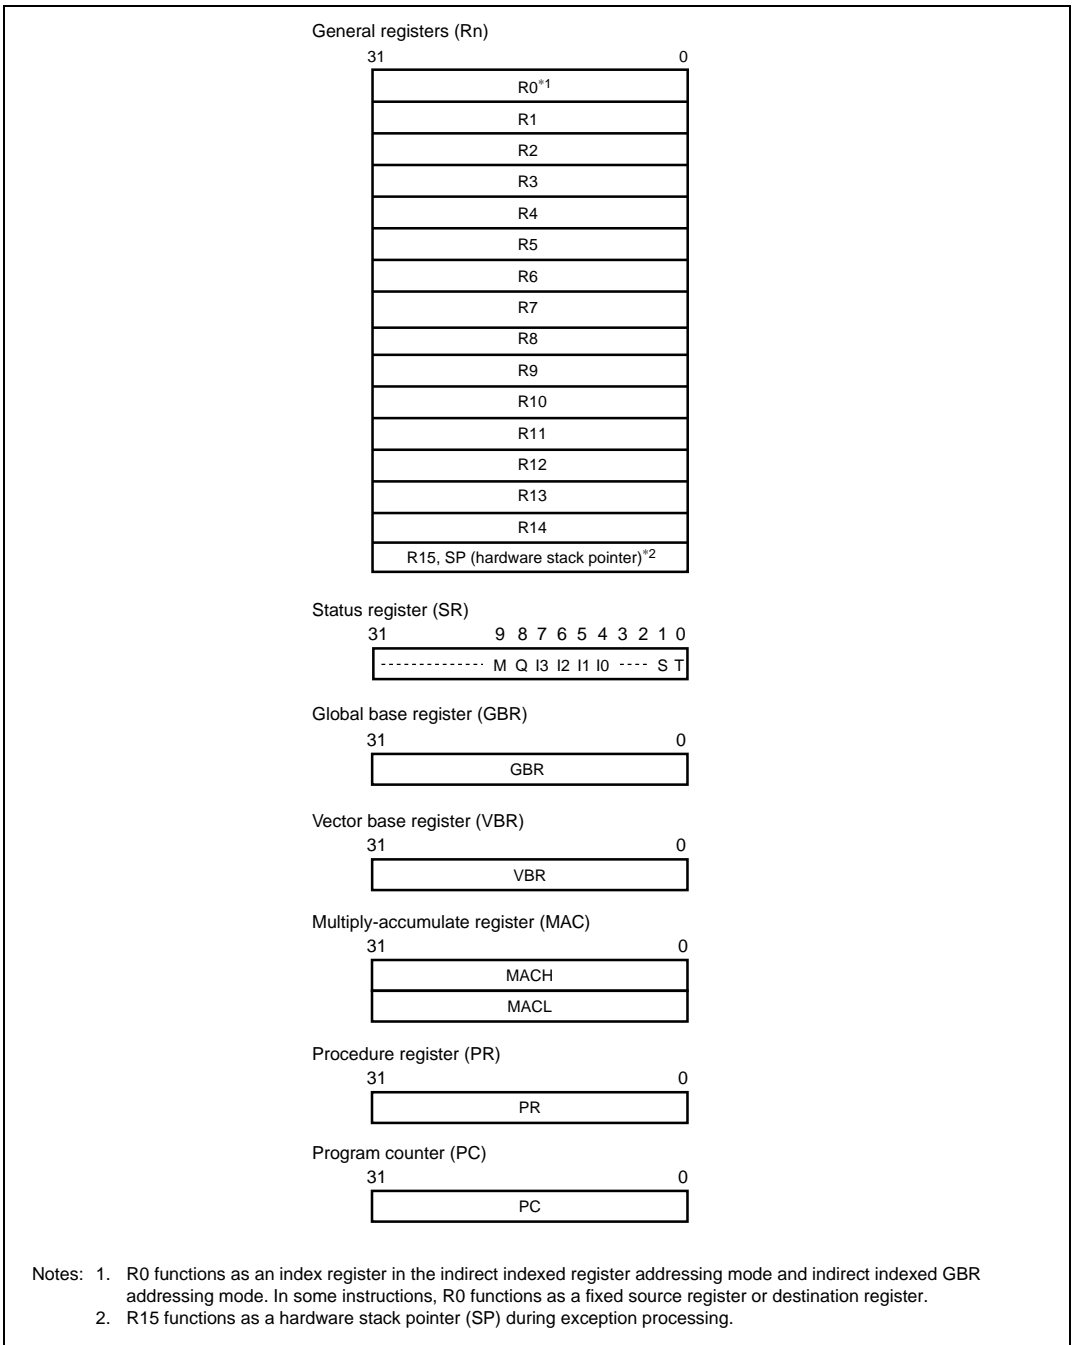 General registers (Rn)
31 0
R0*1
R1
R2
R3
R4
R5
R6
R7
R8
R9
R10
R11
R12
R13
R14
R15, SP (hardware stack pointer)*2
Status register (SR)
31 9 8 7 6 5 4 3 2 1 0
-------------- M Q I3 I2 I1 I0 ---- S T
Global base register (GBR)
31 0
GBR
Vector base register (VBR)
31 0
VBR
Multiply-accumulate register (MAC)
31 0
MACH
MACL
Procedure register (PR)
31 0
PR
Program counter (PC)
31 0
PC
Notes: 1. R0 functions as an index register in the indirect indexed register addressing mode and indirect indexed GBR
addressing mode. In some instructions, R0 functions as a fixed source register or destination register.
2. R15 functions as a hardware stack pointer (SP) during exception processing.